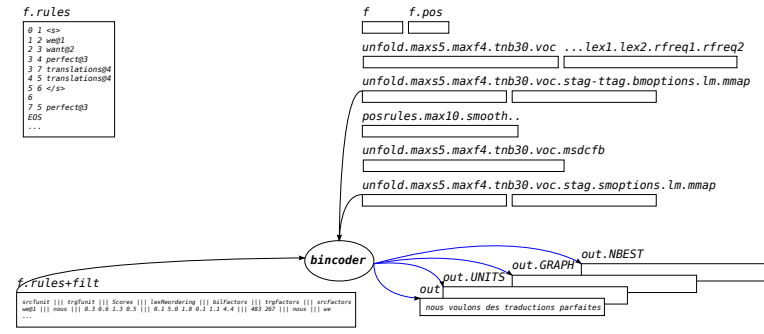 f.rules
0 1 <s>
1 2 we@1
2 3 want@2
3 4 perfect@3
3 7 translations@4
4 5 translations@4
5 6 </s>
6
7 5 perfect@3
EOS
...
f f.pos
unfold.maxs5.maxf4.tnb30.voc ...lex1.lex2.rfreq1.rfreq2
unfold.maxs5.maxf4.tnb30.voc.stag-ttag.bmoptions.lm.mmap
posrules.max10.smooth..
unfold.maxs5.maxf4.tnb30.voc.msdcfb
unfold.maxs5.maxf4.tnb30.voc.stag.smoptions.lm.mmap
bincoder
out.NBEST
out.GRAPH
out.UNITS
out
nous voulons des traductions parfaites
f.rules+filt
srcTunit ||| trgTunit ||| Scores ||| lexReordering ||| bilFactors ||| trgFactors ||| srcFactors
we@1 ||| nous ||| 0.3 0.6 1.3 0.5 ||| 0.1 5.0 1.8 0.1 1.1 4.4 ||| 483 267 ||| nous ||| we
...